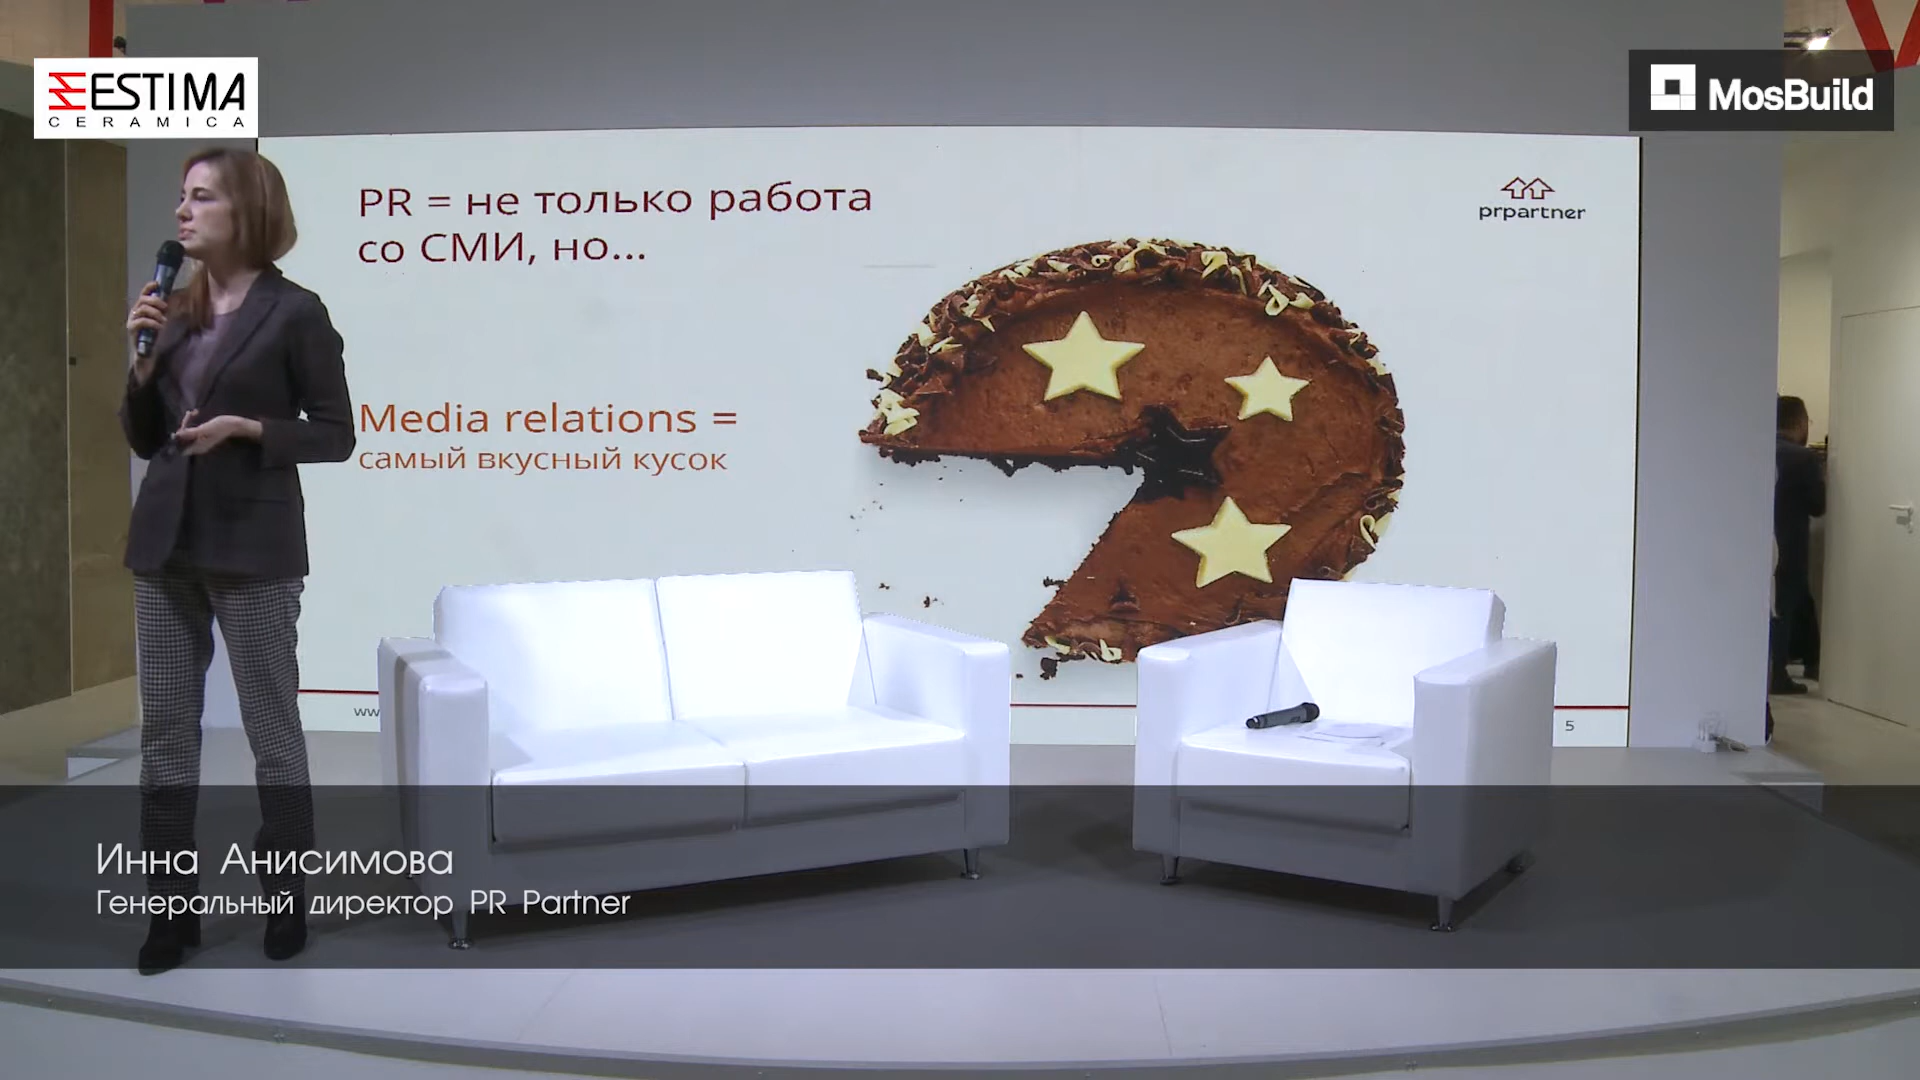 ESTIMA
CERAMICA
MosBuild
PR = не только работа
со СМИ, но...
prpartner
Media relations =
самый вкусный кусок
5
Инна Анисимова
Генеральный директор PR Partner